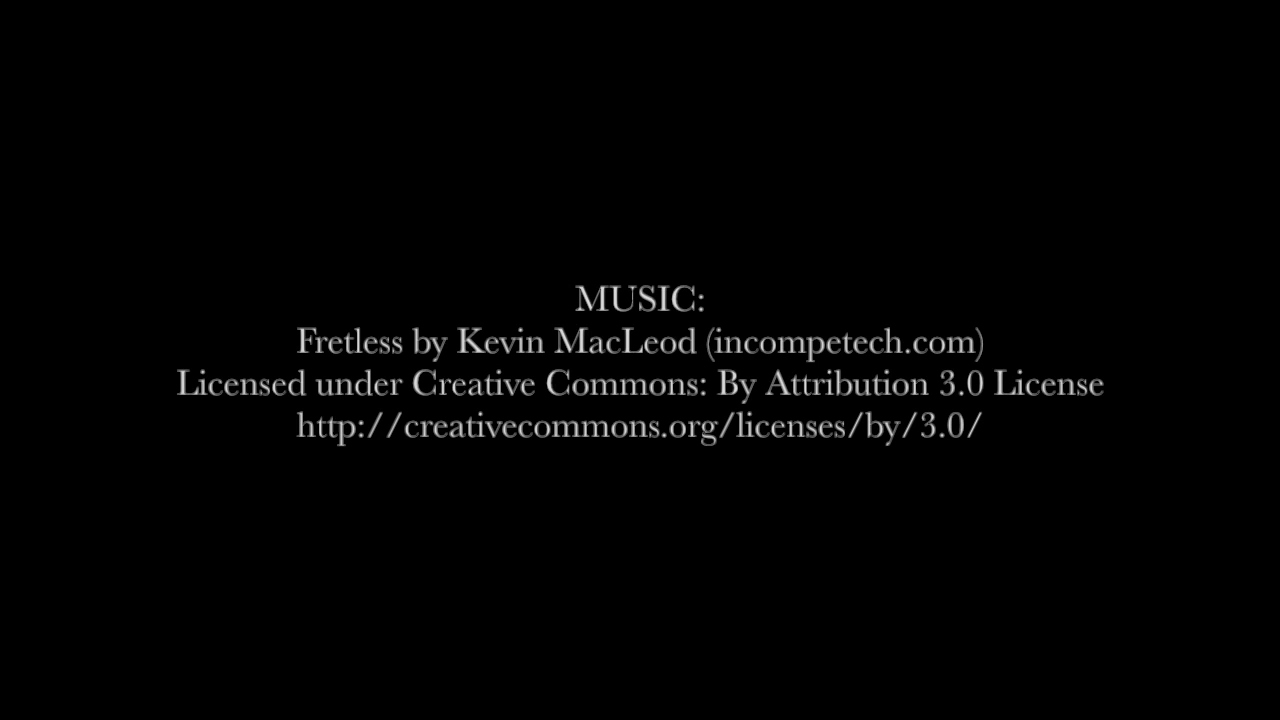 MUSIC:
Fretless by Kevin MacLeod (incompetech.com)
Licensed under Creative Commons: By Attribution 3.0 License
http://creativecommons.org/licenses/by/3.0/